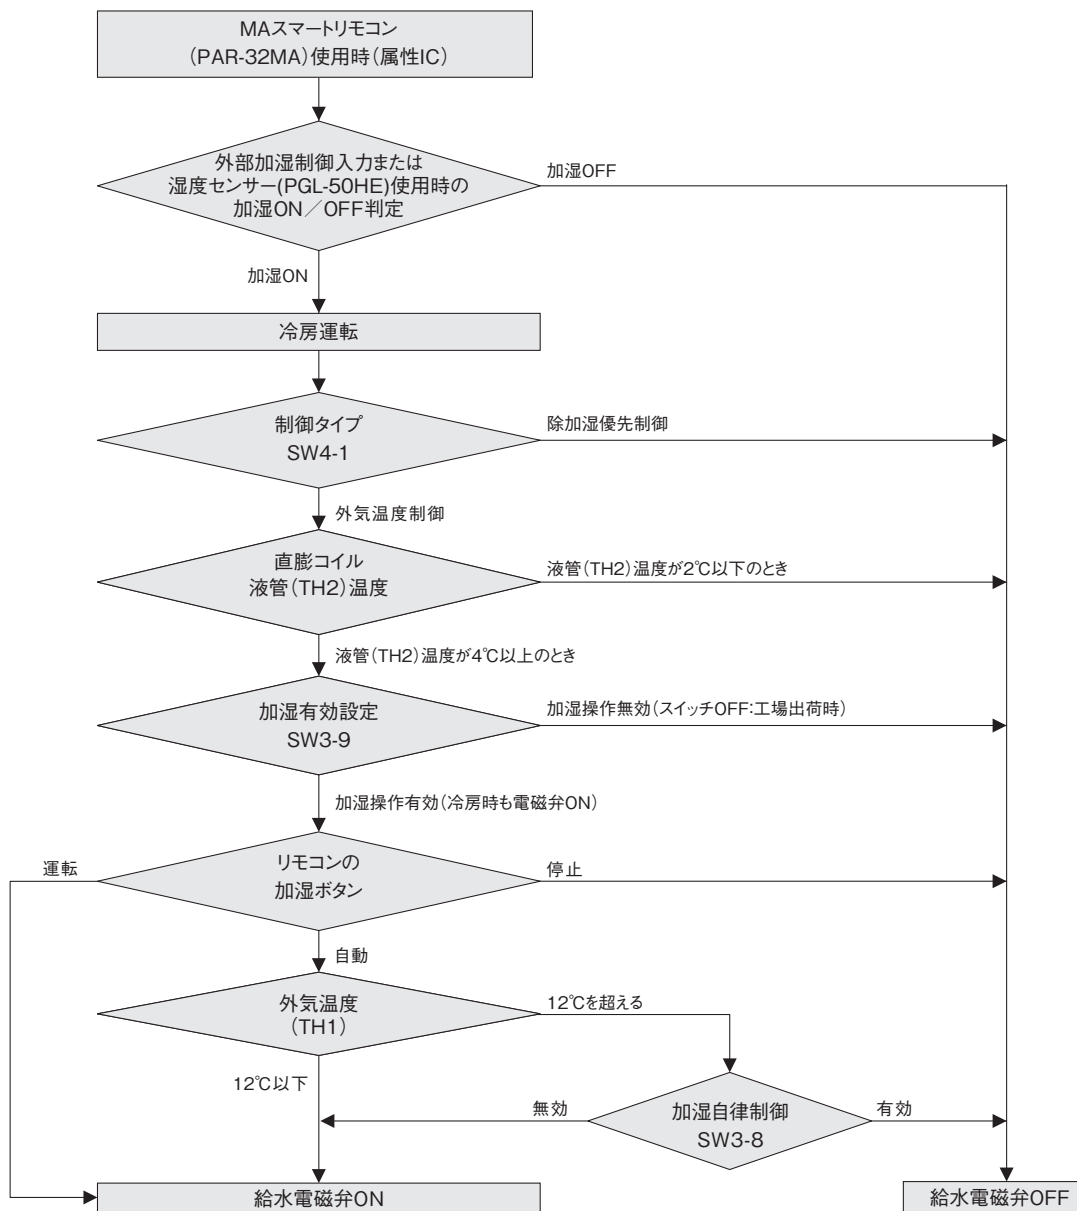 MAスマートリモコン
(PAR-32MA)使用時(属性IC)
外部加湿制御入力または
湿度センサー(PGL-50HE)使用時の
加湿ON／OFF判定
加湿OFF
加湿ON
冷房運転
制御タイプ
SW4-1
除加湿優先制御
外気温度制御
直膨コイル
液管(TH2)温度
液管(TH2)温度が2℃以下のとき
液管(TH2)温度が4℃以上のとき
加湿有効設定
SW3-9
加湿操作無効(スイッチOFF:工場出荷時)
加湿操作有効(冷房時も電磁弁ON)
運転
リモコンの
加湿ボタン
停止
自動
外気温度
(TH1)
12℃を超える
12℃以下
無効
加湿自律制御
SW3-8
有効
給水電磁弁ON
給水電磁弁OFF